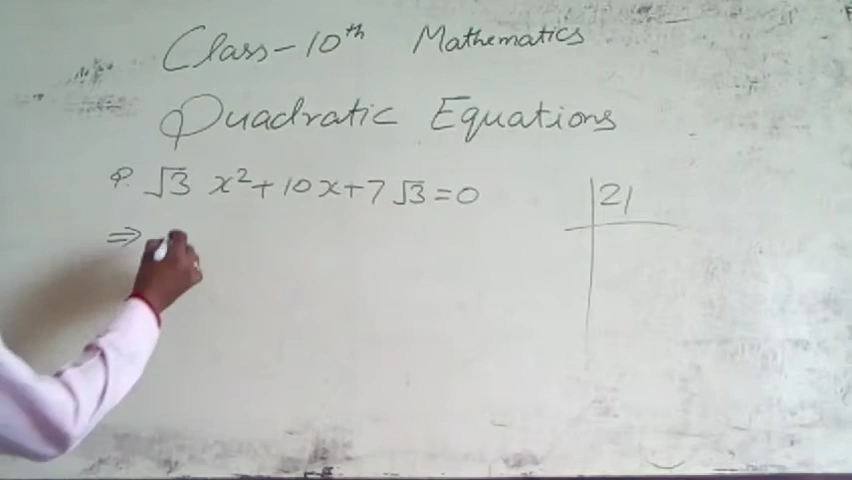 Class-10th Mathematics
Quadratic Equations
Q. √3 x²+10x+7√3=0
21
⇒